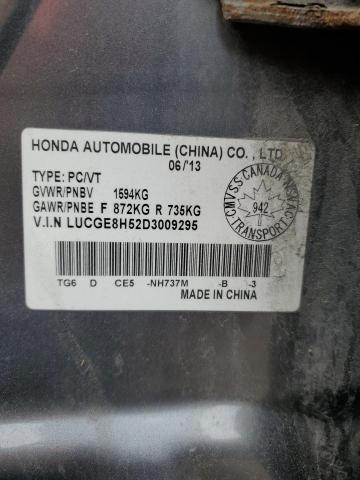 HONDA AUTOMOBILE (CHINA) CO., LTD
06/'13
TYPE: PC/VT
GVWR/PNBV 1594KG
GAWR/PNBE F 872KG R 735KG
V.I.N LUCGE8H52D3009295
CMVSS CANADA NSVAC
942
TRANSPORT
TG6 D CE5 -NH737M -B -3
MADE IN CHINA